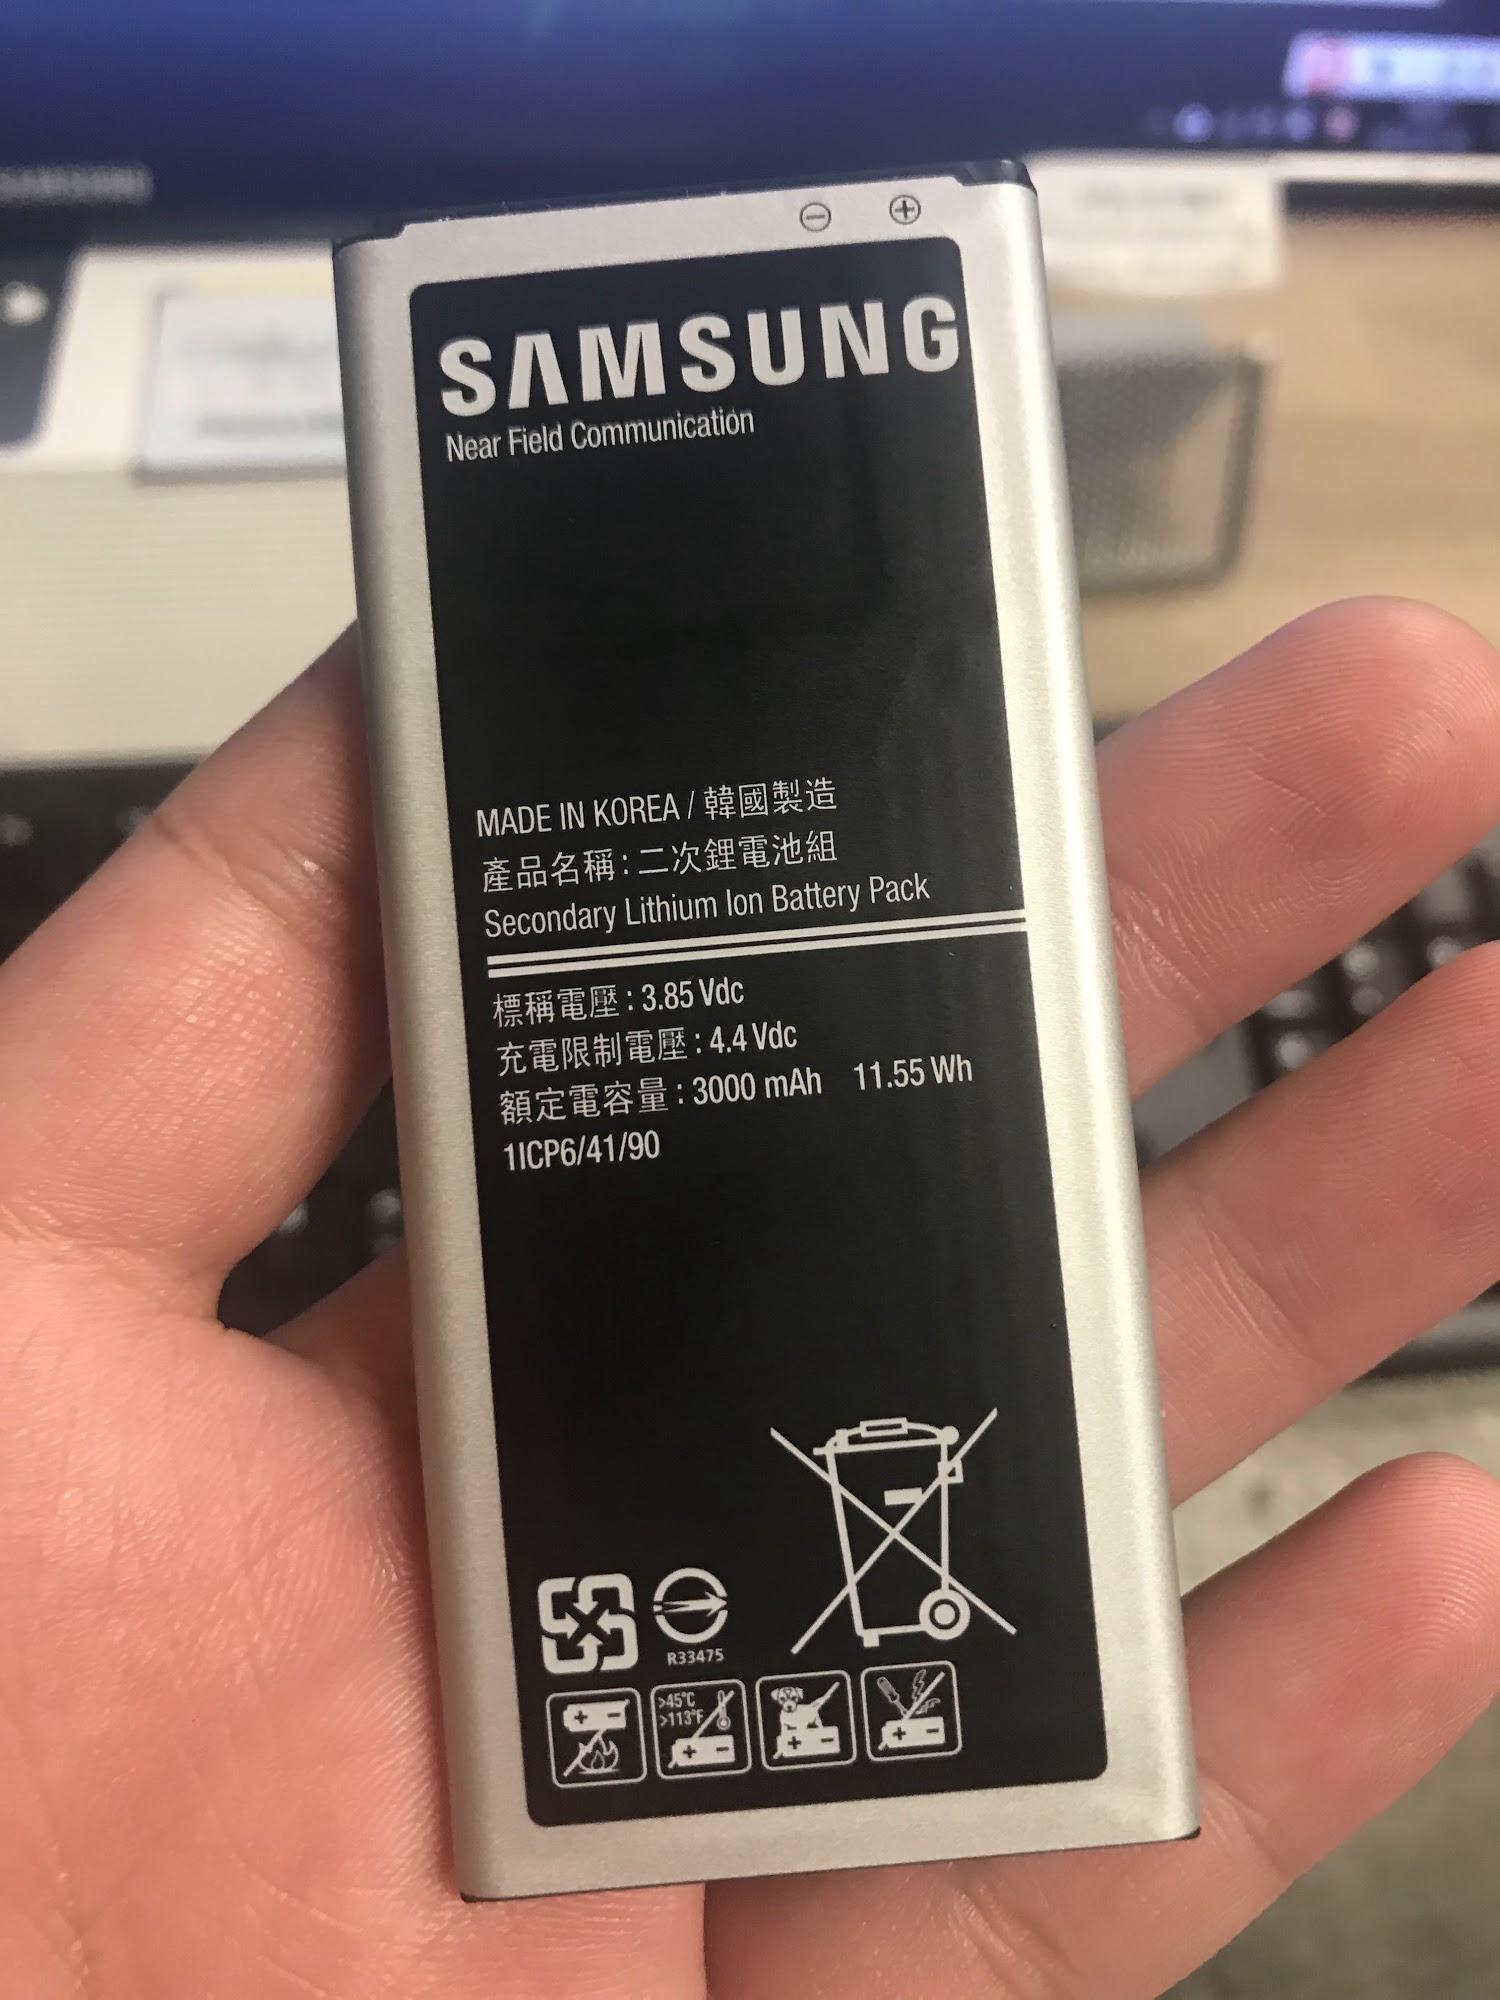 SAMSUNG
⊖ ⊕
SAMSUNG
Near Field Communication
MADE IN KOREA / 韓國製造
產品名稱 : 二次鋰電池組
Secondary Lithium Ion Battery Pack
標稱電壓 : 3.85 Vdc
充電限制電壓 : 4.4 Vdc
額定電容量 : 3000 mAh 11.55 Wh
1ICP6/41/90
R33475
>45°C
>113°F